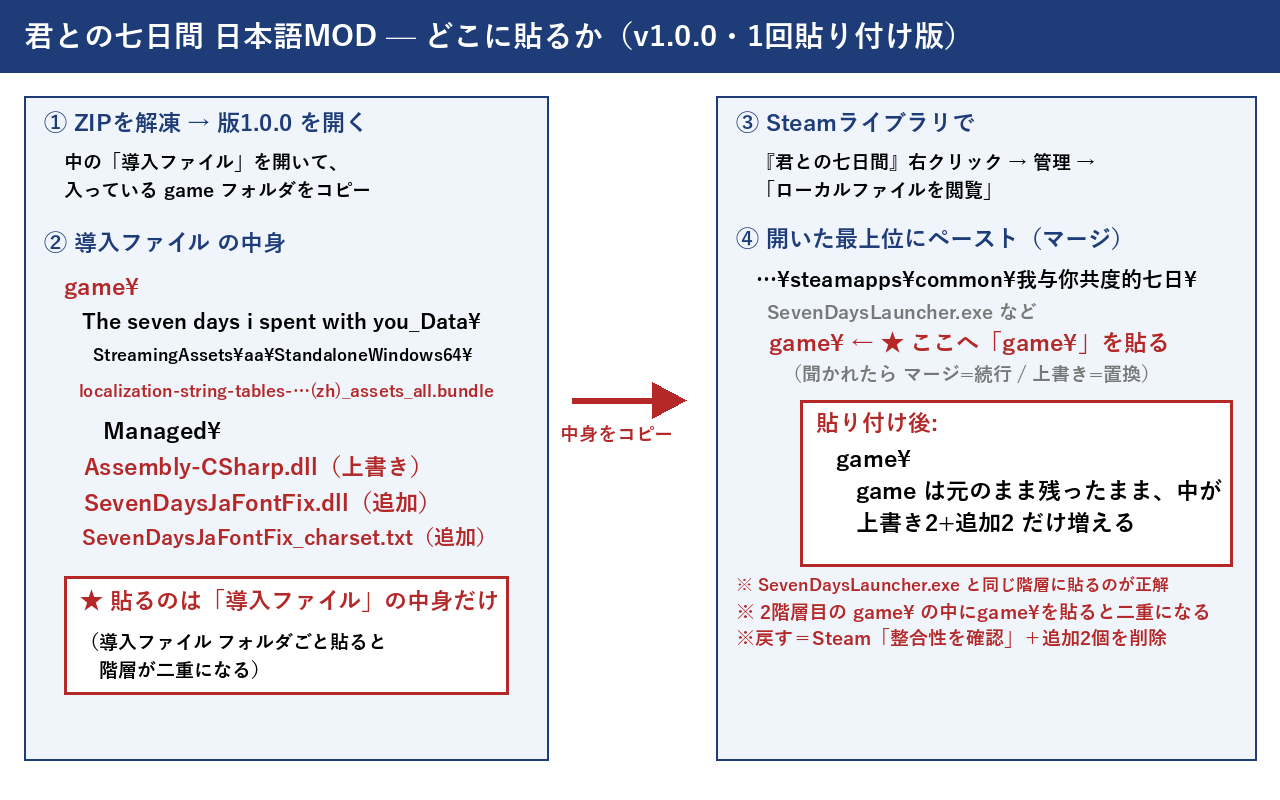 君との七日間 日本語MOD — どこに貼るか（v1.0.0・1回貼り付け版）
① ZIPを解凍 → 版1.0.0 を開く
中の「導入ファイル」を開いて、
入っている game フォルダをコピー
② 導入ファイル の中身
game¥
The seven days i spent with you_Data¥
StreamingAssets¥aa¥StandaloneWindows64¥
localization-string-tables-…(zh)_assets_all.bundle
Managed¥
Assembly-CSharp.dll（上書き）
SevenDaysJaFontFix.dll（追加）
SevenDaysJaFontFix_charset.txt（追加）
★ 貼るのは「導入ファイル」の中身だけ
（導入ファイル フォルダごと貼ると
階層が二重になる）
中身をコピー
③ Steamライブラリで
『君との七日間』右クリック → 管理 →
「ローカルファイルを閲覧」
④ 開いた最上位にペースト（マージ）
…¥steamapps¥common¥我与你共度的七日¥
SevenDaysLauncher.exe など
game¥ ← ★ ここへ「game¥」を貼る
（聞かれたら マージ=続行 / 上書き=置換）
貼り付け後:
game¥
game は元のまま残ったまま、中が
上書き2+追加2 だけ増える
※ SevenDaysLauncher.exe と同じ階層に貼るのが正解
※ 2階層目の game¥ の中にgame¥を貼ると二重になる
※戻す＝Steam「整合性を確認」＋追加2個を削除